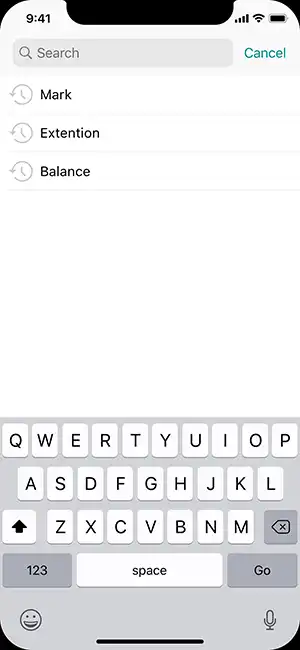 9:41
Search Cancel
Mark
Extention
Balance
Q W E R T Y U I O P
A S D F G H J K L
Z X C V B N M
123 space Go